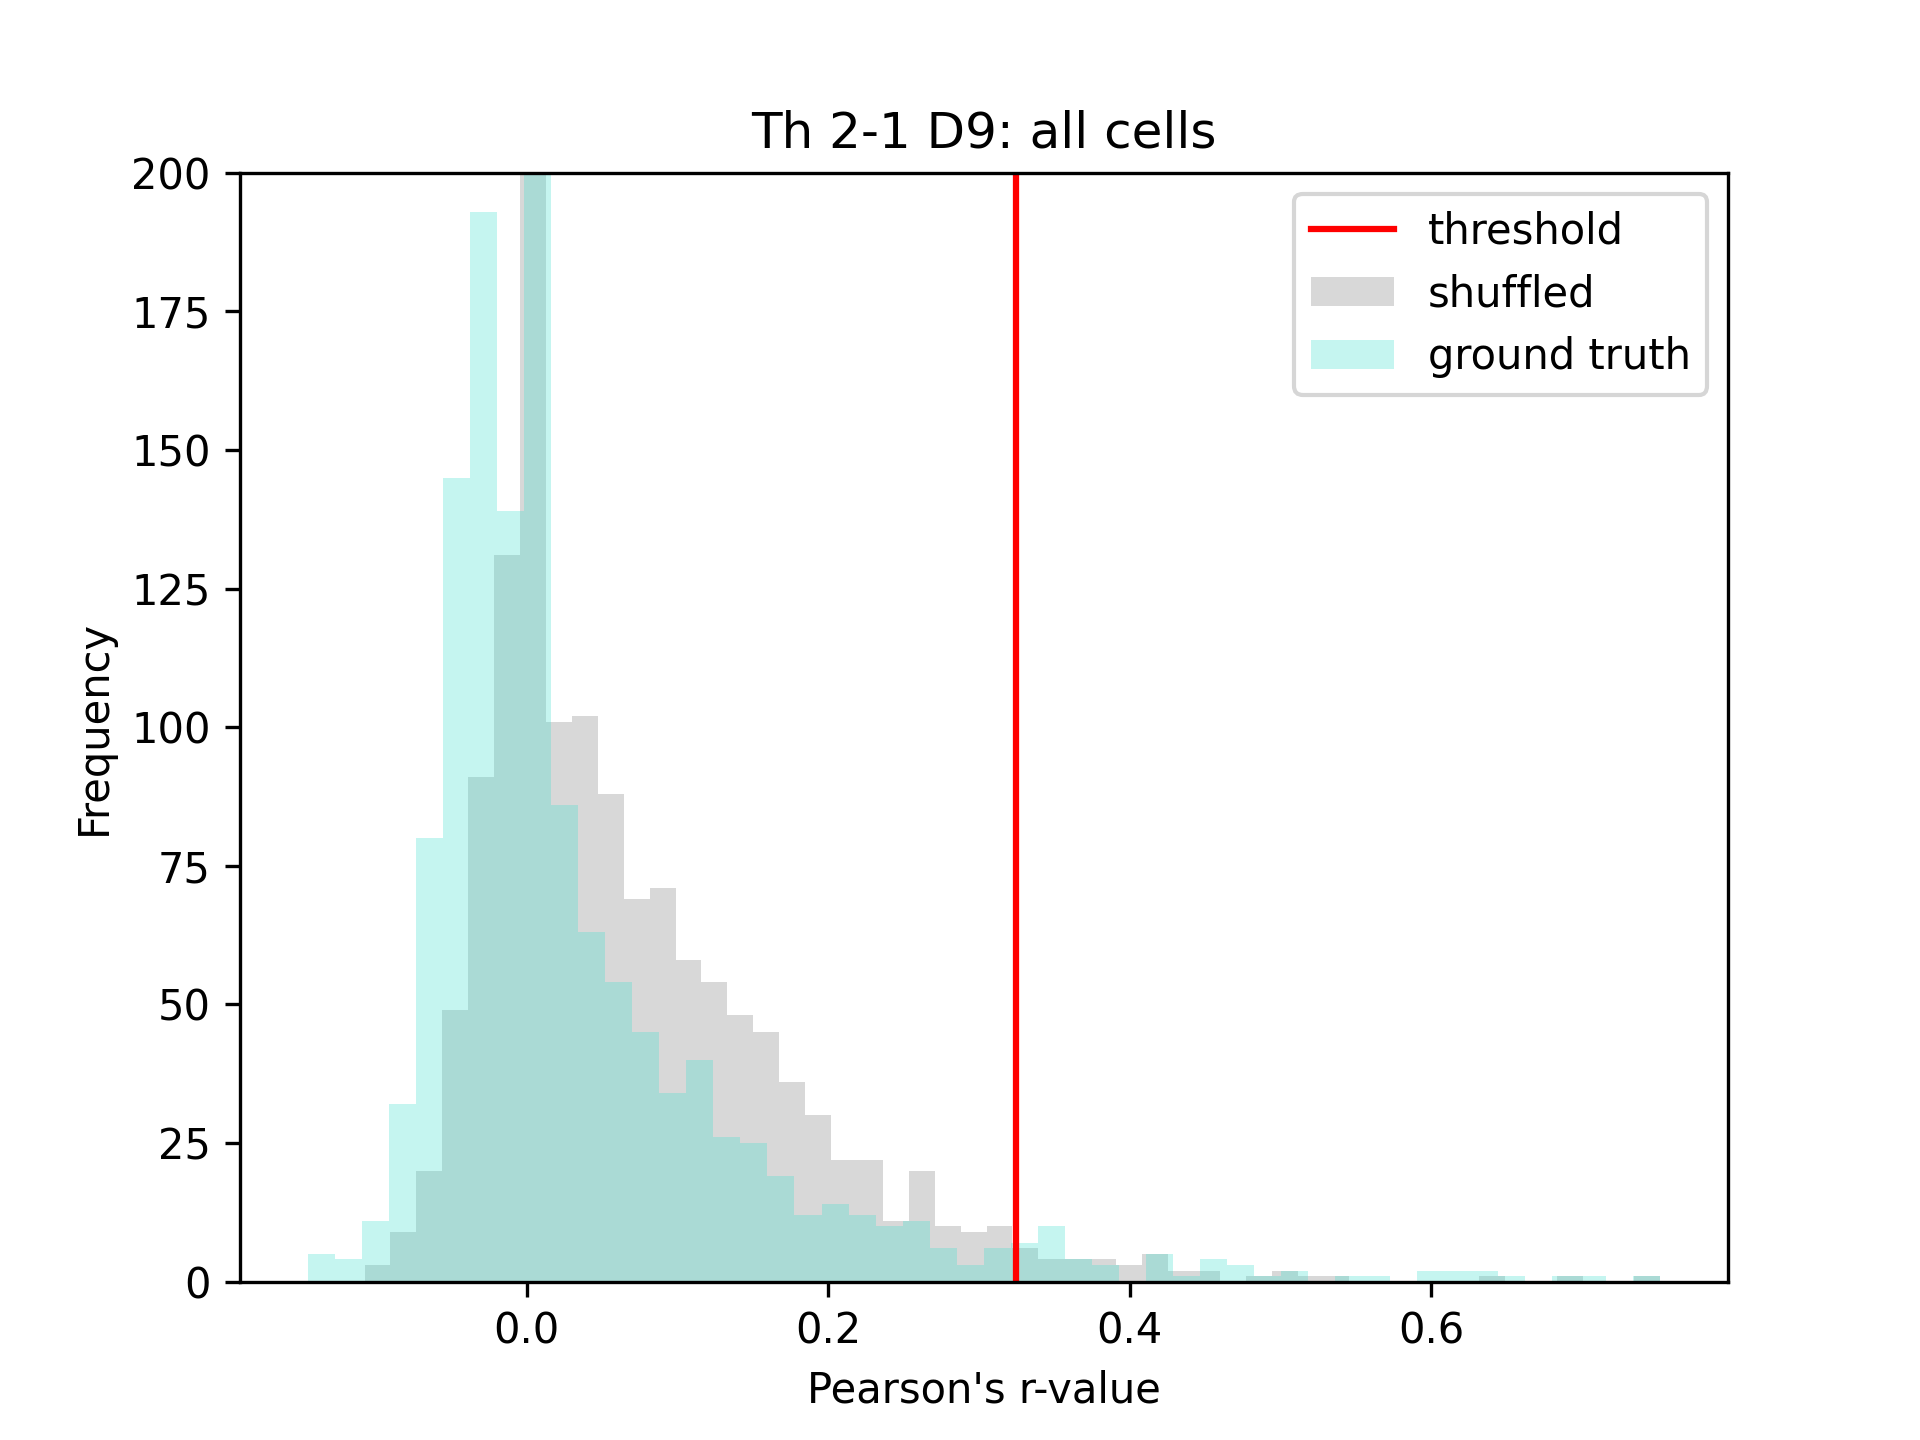 Th 2-1 D9: all cells
200
175
150
125
100
75
50
25
0
Frequency
threshold
shuffled
ground truth
0.0 0.2 0.4 0.6
Pearson's r-value